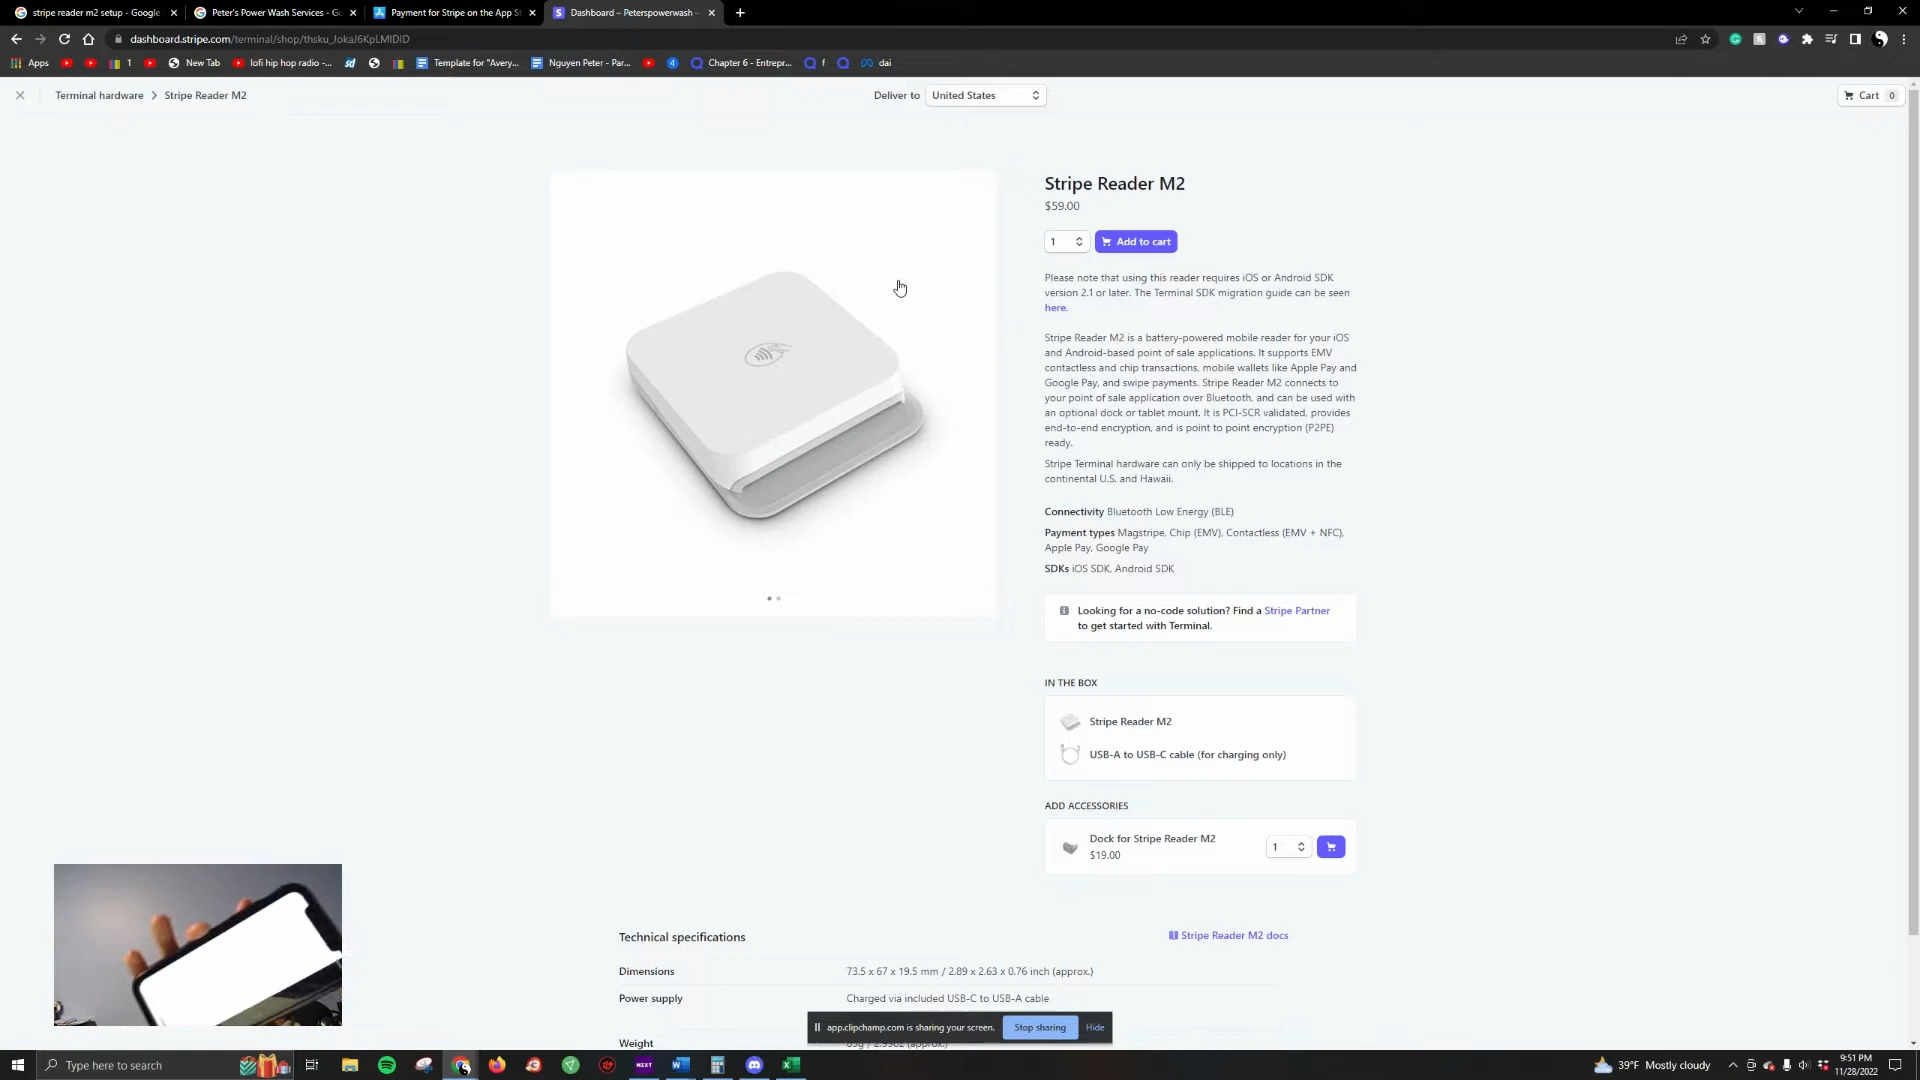 stripe reader m2 setup - Google
Peter's Power Wash Services - Go
Payment for Stripe on the App S
Dashboard – Peterspowerwash –
dashboard.stripe.com/terminal/shop/thsku_JokaJ6KpLMIDID
Apps
1
New Tab
lofi hip hop radio -...
Template for "Avery...
Nguyen Peter - Par...
Chapter 6 - Entrepr...
f
dai
Terminal hardware
Stripe Reader M2
Deliver to
United States
Cart 0
Stripe Reader M2
$59.00
1
Add to cart
Please note that using this reader requires iOS or Android SDK
version 2.1 or later. The Terminal SDK migration guide can be seen
here.
Stripe Reader M2 is a battery-powered mobile reader for your iOS
and Android-based point of sale applications. It supports EMV
contactless and chip transactions, mobile wallets like Apple Pay and
Google Pay, and swipe payments. Stripe Reader M2 connects to
your point of sale application over Bluetooth, and can be used with
an optional dock or tablet mount. It is PCI-SCR validated, provides
end-to-end encryption, and is point to point encryption (P2PE)
ready.
Stripe Terminal hardware can only be shipped to locations in the
continental U.S. and Hawaii.
Connectivity Bluetooth Low Energy (BLE)
Payment types Magstripe, Chip (EMV), Contactless (EMV + NFC),
Apple Pay, Google Pay
SDKs iOS SDK, Android SDK
Looking for a no-code solution? Find a Stripe Partner
to get started with Terminal.
IN THE BOX
Stripe Reader M2
USB-A to USB-C cable (for charging only)
ADD ACCESSORIES
Dock for Stripe Reader M2
$19.00
1
Technical specifications
Stripe Reader M2 docs
Dimensions
73.5 x 67 x 19.5 mm / 2.89 x 2.63 x 0.76 inch (approx.)
Power supply
Charged via included USB-C to USB-A cable
app.clipchamp.com is sharing your screen.
Stop sharing
Hide
Weight
Type here to search
NEXT
39°F Mostly cloudy
9:51 PM
11/28/2022